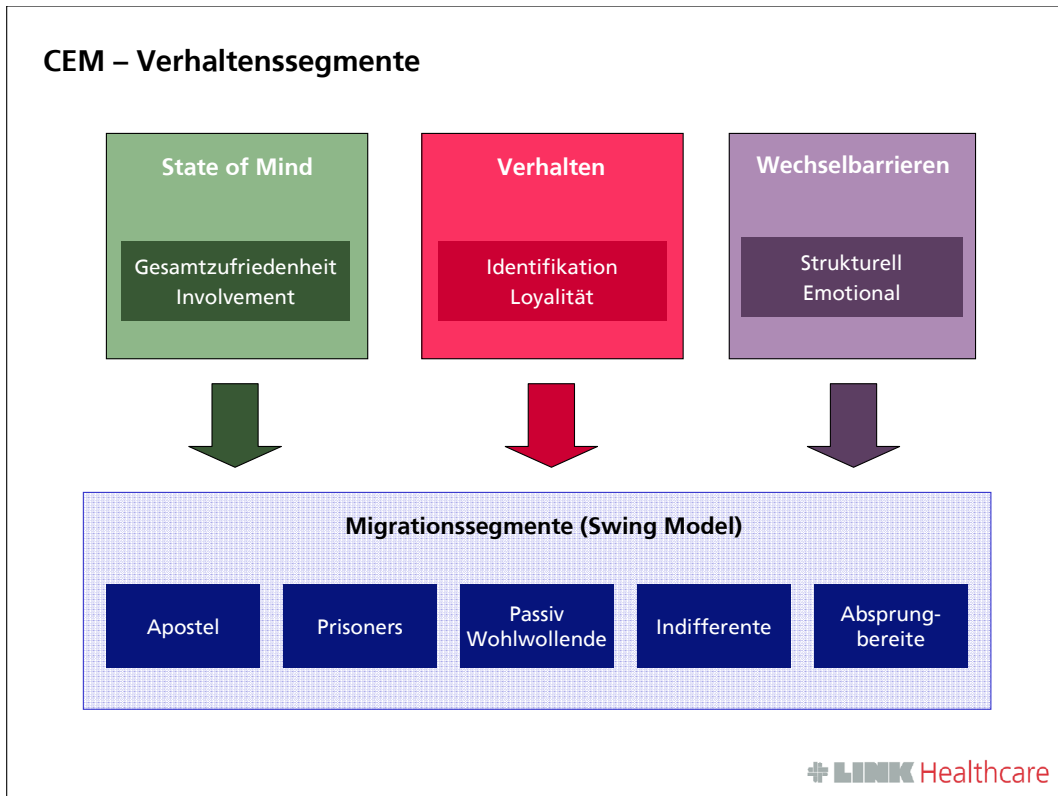 CEM – Verhaltenssegmente
State of Mind
Gesamtzufriedenheit
Involvement
Verhalten
Identifikation
Loyalität
Wechselbarrieren
Strukturell
Emotional
Migrationssegmente (Swing Model)
Apostel
Prisoners
Passiv
Wohlwollende
Indifferente
Absprung-
bereite
LINK Healthcare